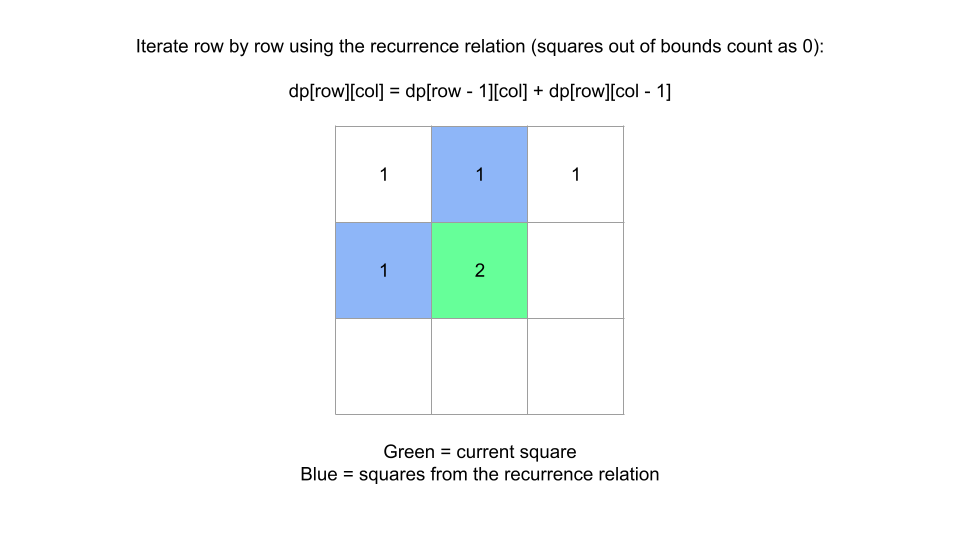 Iterate row by row using the recurrence relation (squares out of bounds count as 0):
dp[row][col] = dp[row - 1][col] + dp[row][col - 1]
1 1 1
1 2
Green = current square
Blue = squares from the recurrence relation